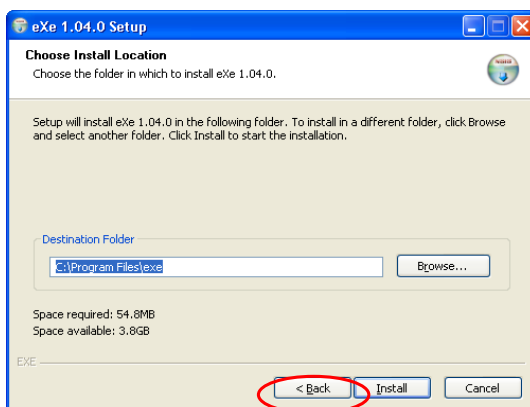 eXe 1.04.0 Setup
Choose Install Location
Choose the folder in which to install eXe 1.04.0.
Setup will install eXe 1.04.0 in the following folder. To install in a different folder, click Browse
and select another folder. Click Install to start the installation.
Destination Folder
C:\Program Files\exe
Browse...
Space required: 54.8MB
Space available: 3.8GB
EXE
< Back
Install
Cancel